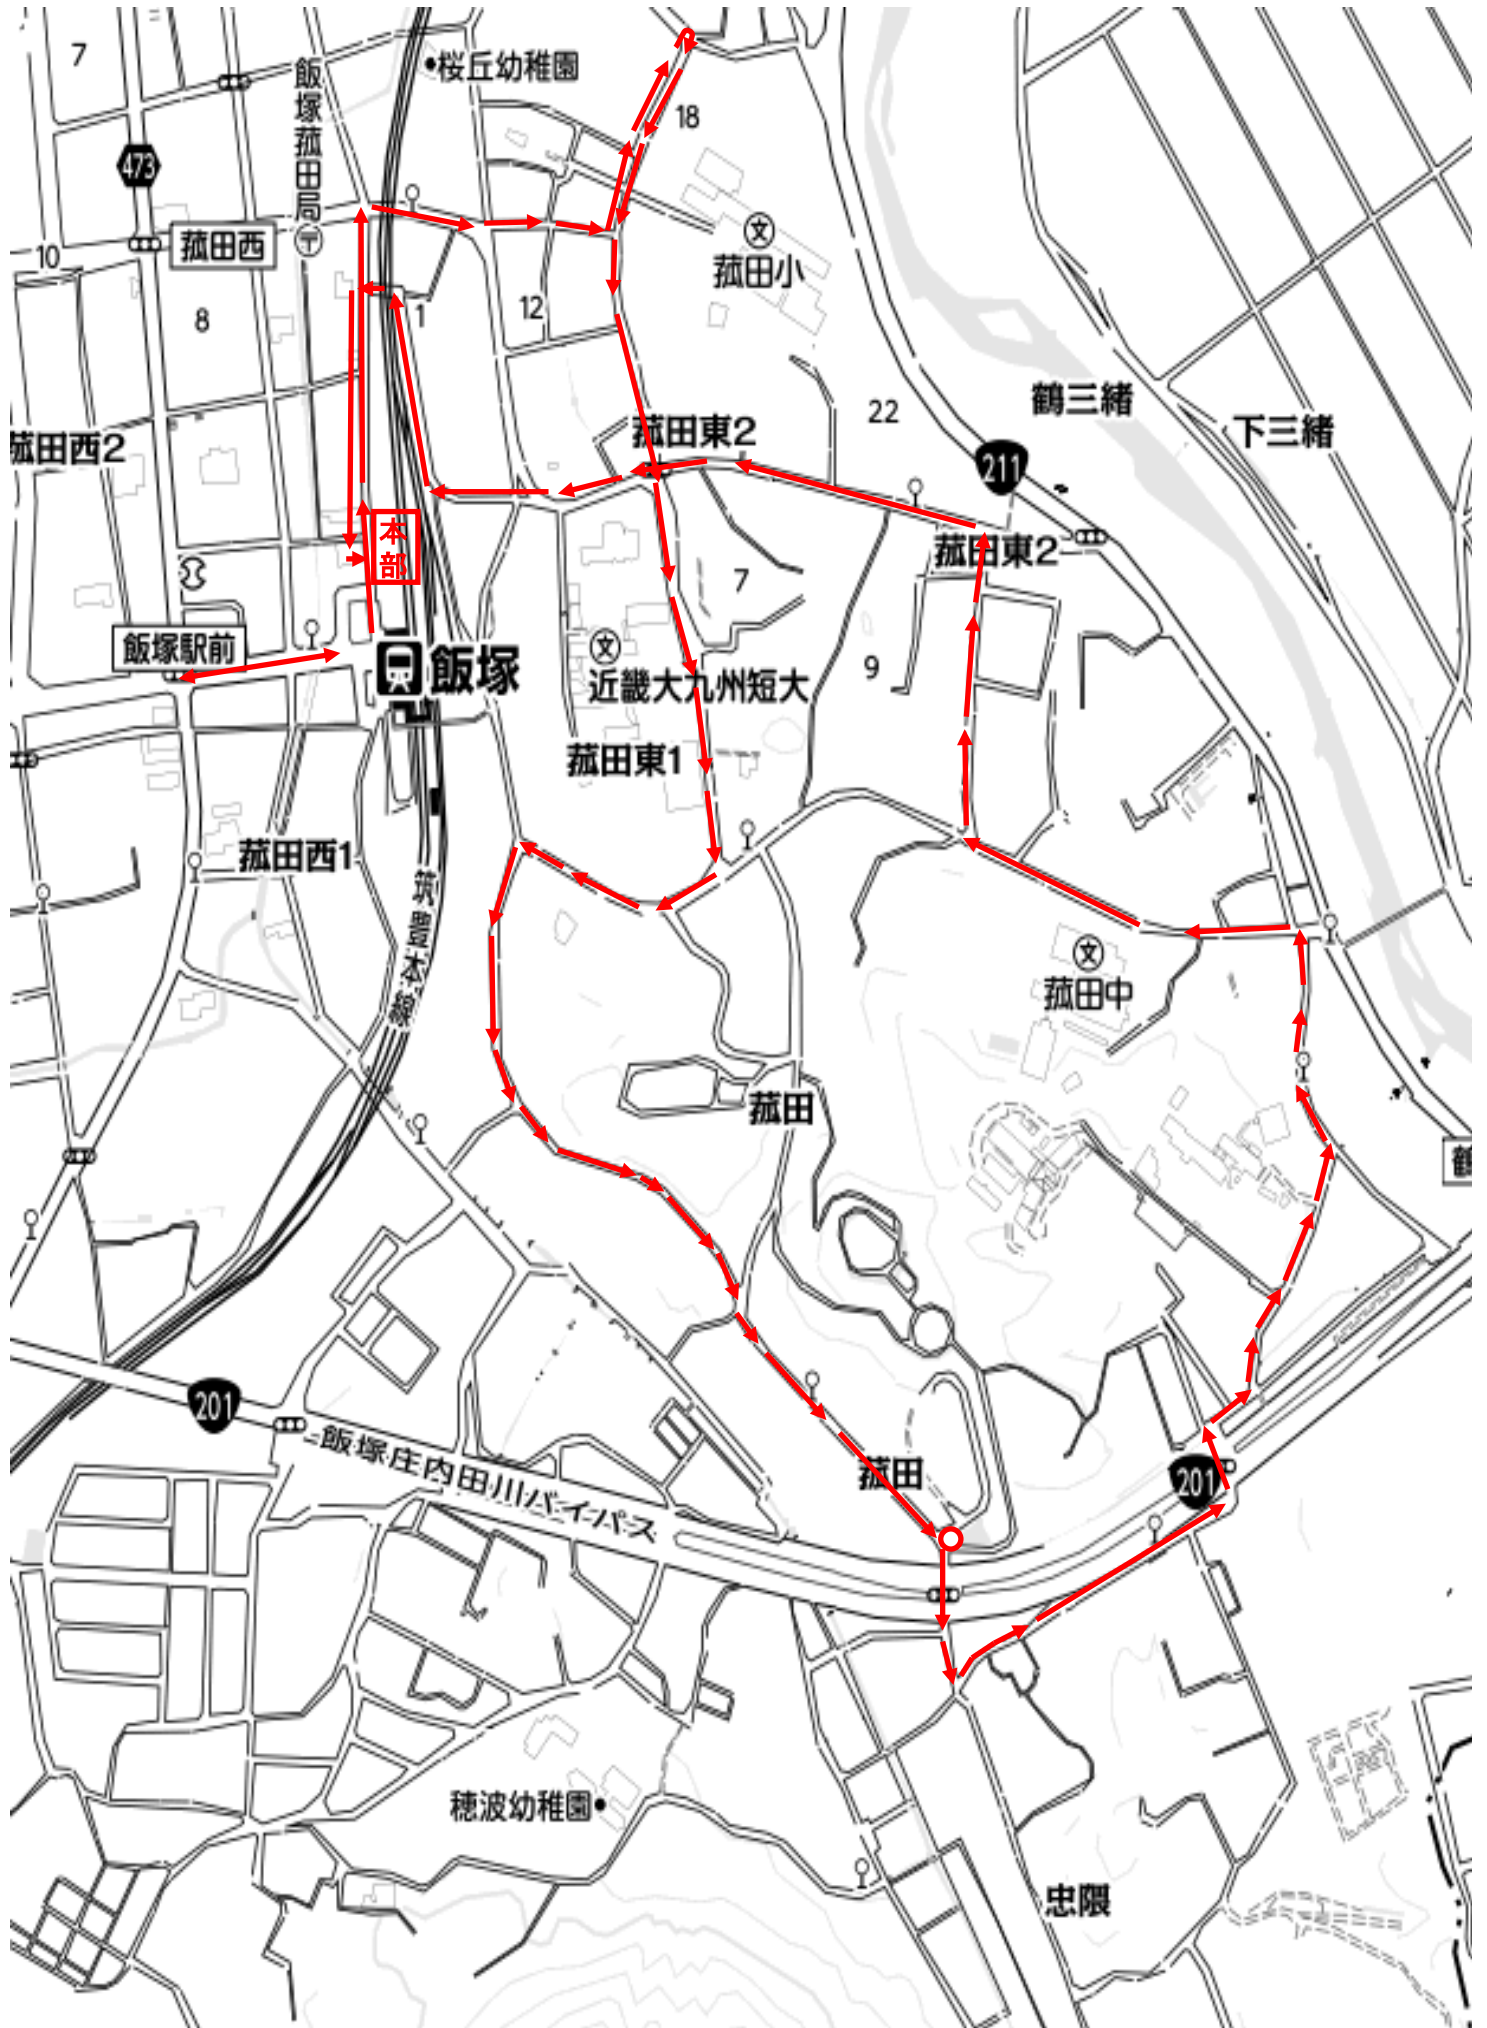 7
飯塚菰田局
桜丘幼稚園
18
473
菰田西
10
文
菰田小
8
1
12
22
鶴三緒
下三緒
菰田西2
菰田東2
211
本部
菰田東2
7
飯塚駅前
飯塚
文
近畿大九州短大
9
菰田東1
菰田西1
筑豊本線
文
菰田中
菰田
鶴
201
飯塚庄内田川バイパス
菰田
201
穂波幼稚園
忠隈